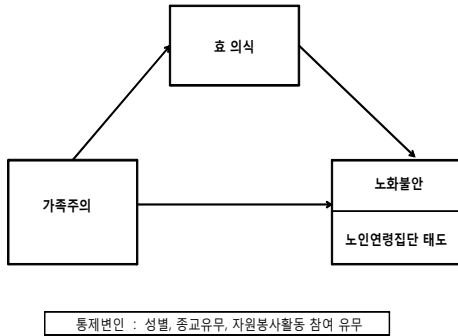 효 의식
가족주의
노화불안
노인연령집단 태도
통제변인 : 성별, 종교유무, 자원봉사활동 참여 유무